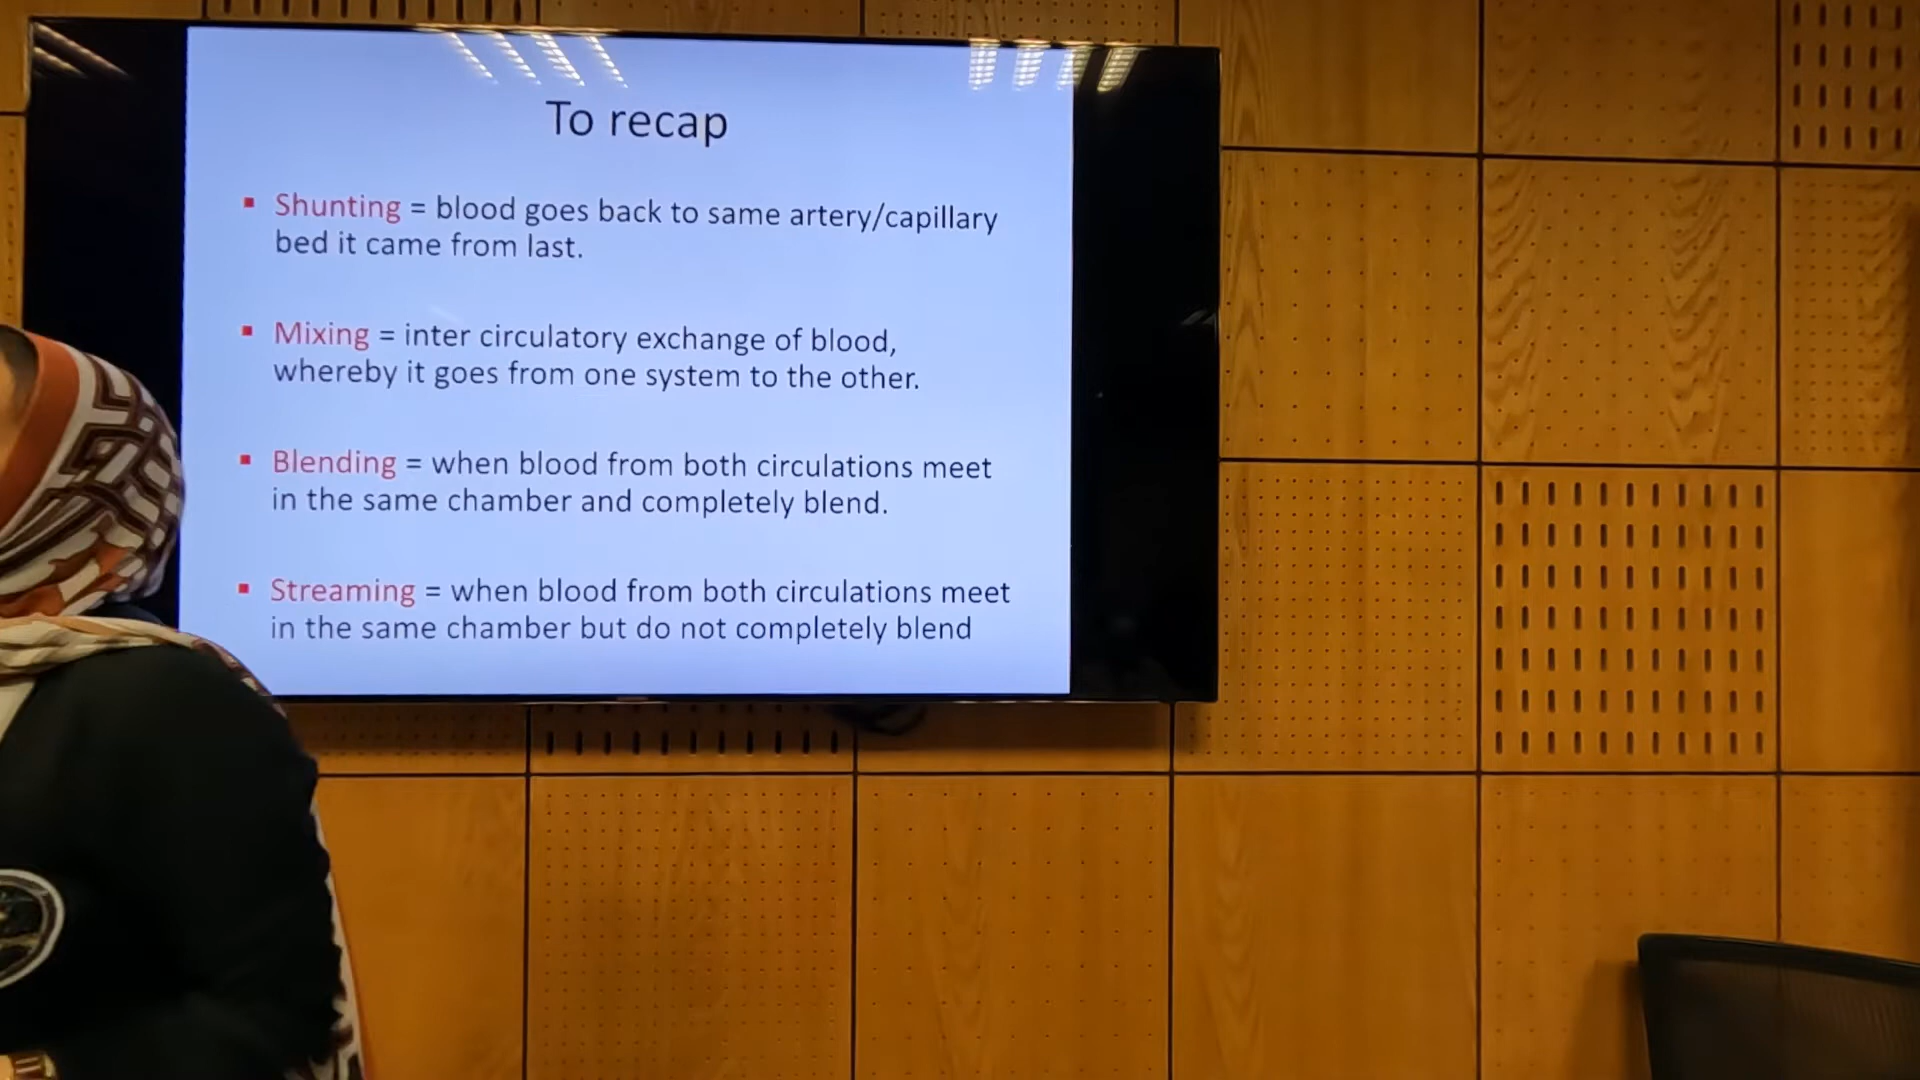 To recap
▪ Shunting = blood goes back to same artery/capillary
bed it came from last.
▪ Mixing = inter circulatory exchange of blood,
whereby it goes from one system to the other.
▪ Blending = when blood from both circulations meet
in the same chamber and completely blend.
▪ Streaming = when blood from both circulations meet
in the same chamber but do not completely blend